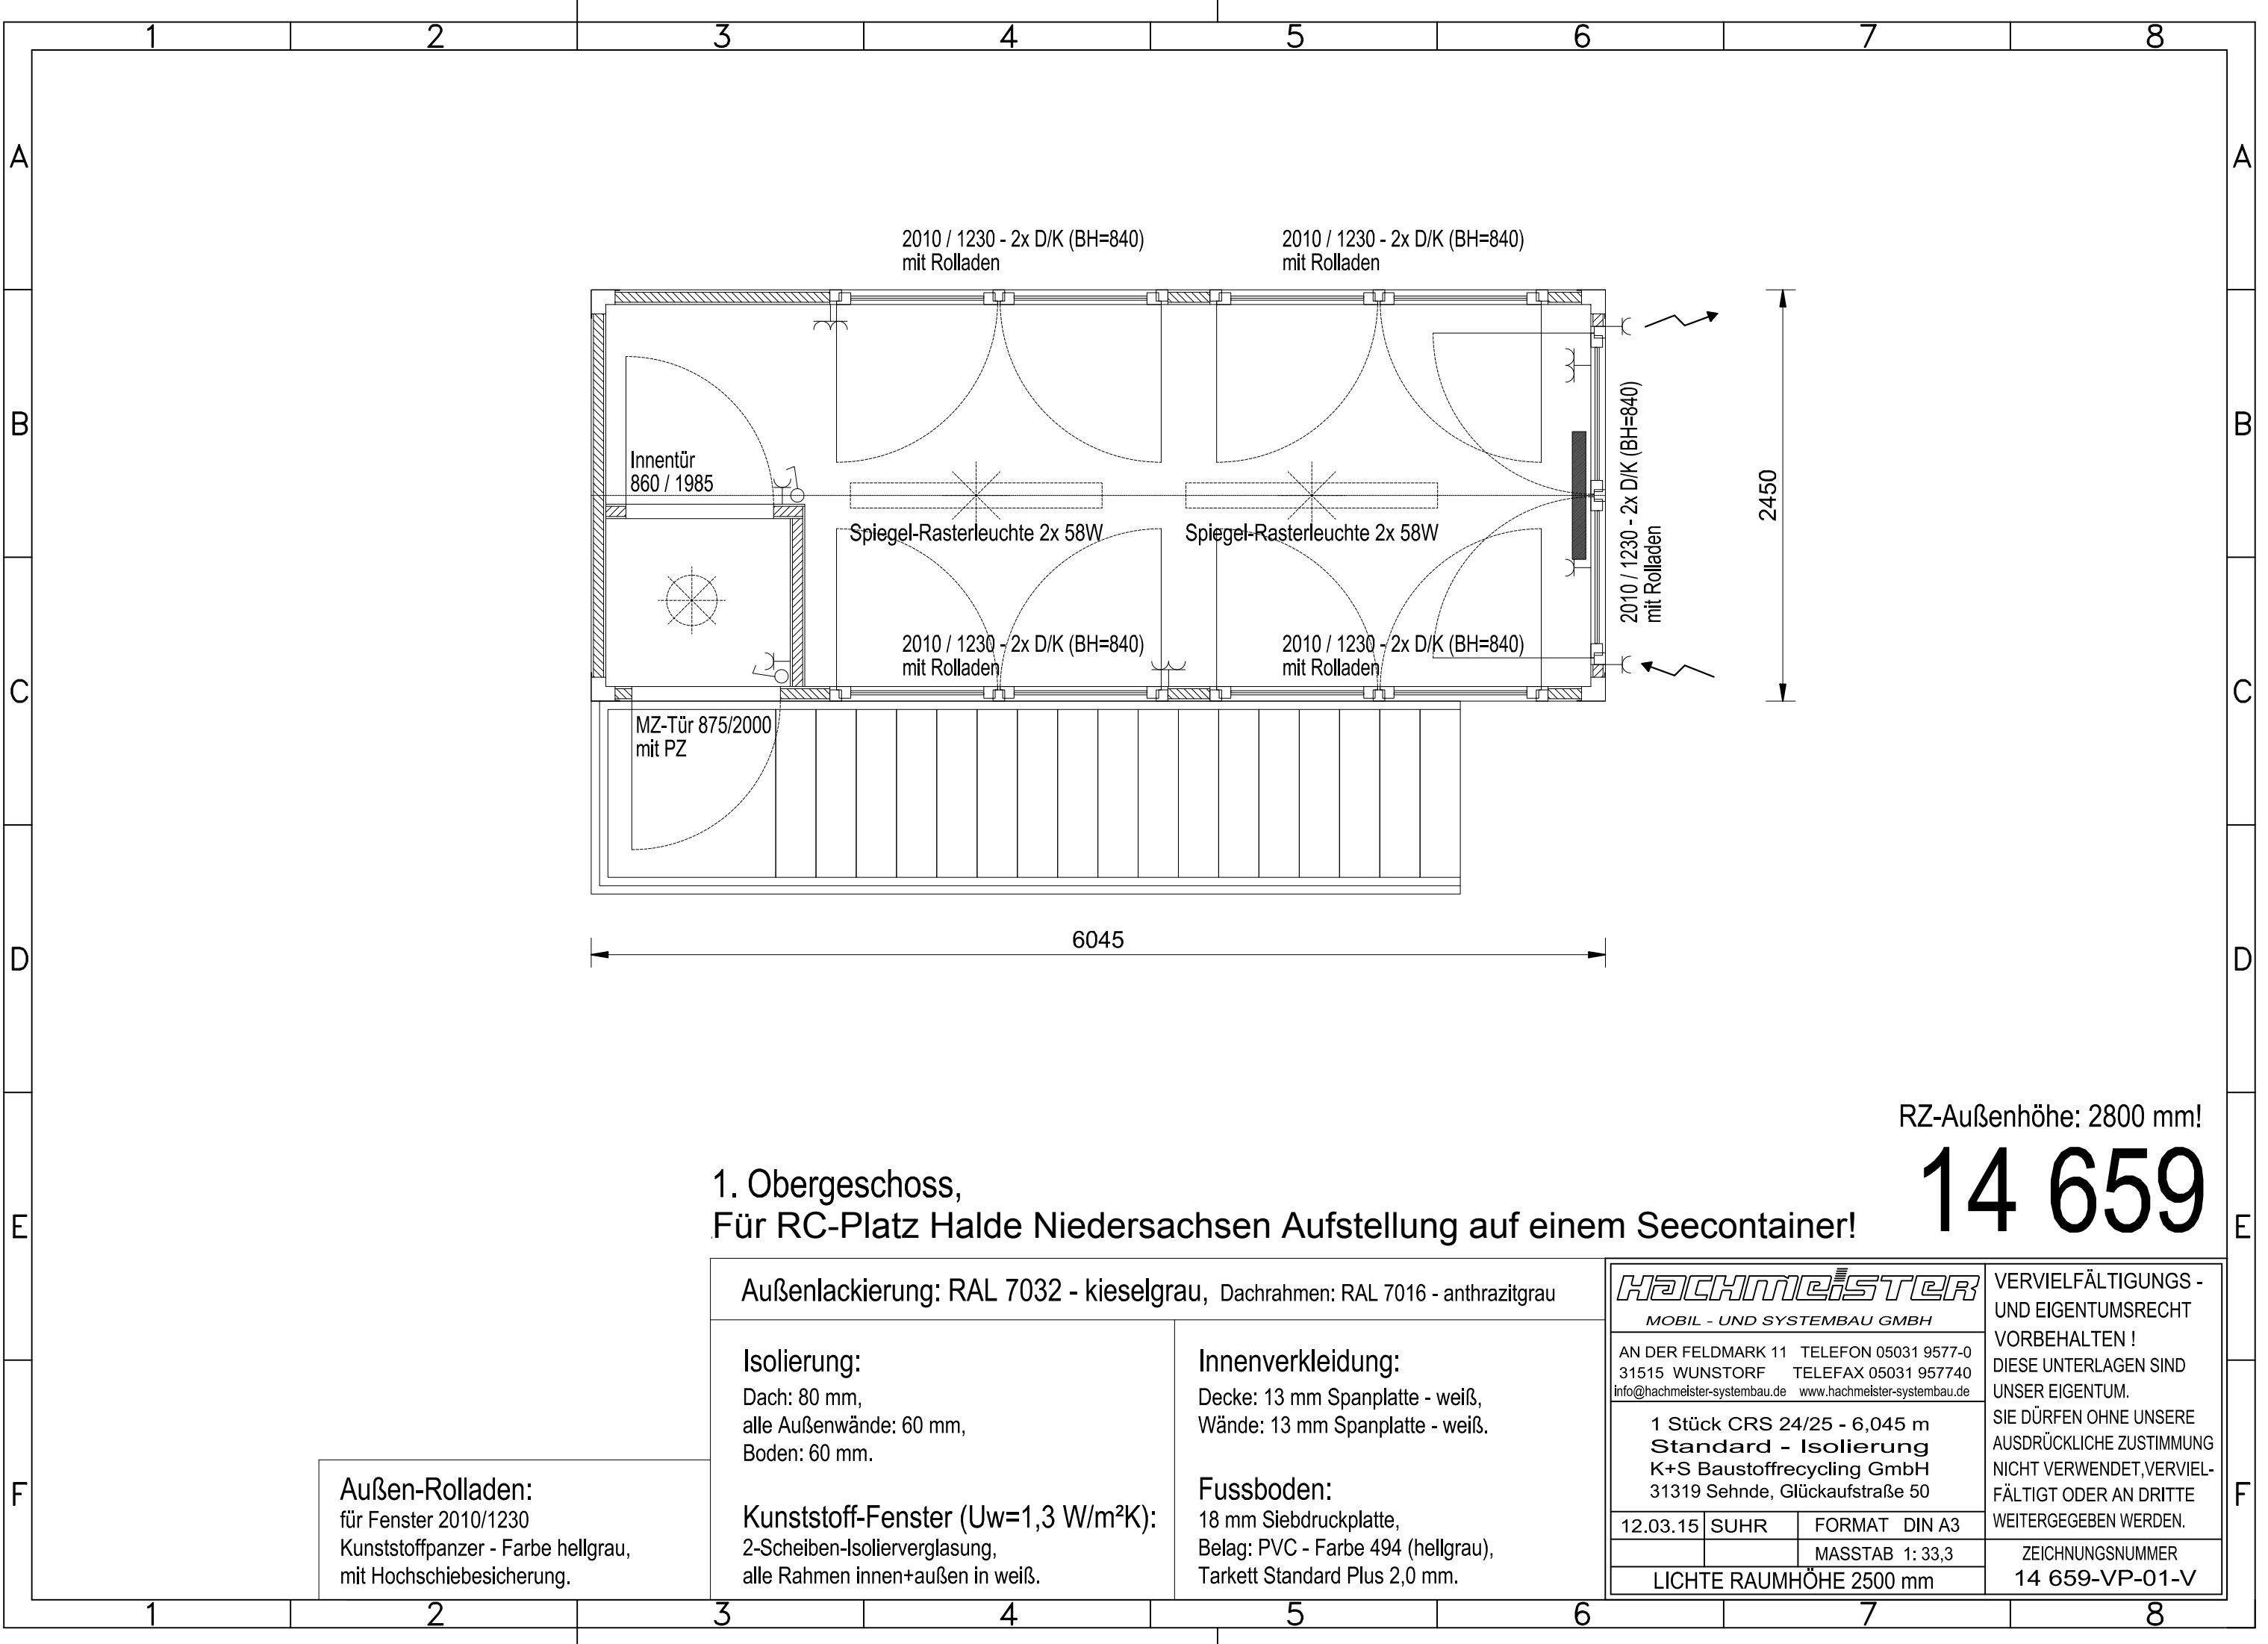 1 2 3 4 5 6 7 8
A A
B B
C C
D D
E E
F F
2010 / 1230 - 2x D/K (BH=840)
mit Rolladen
2010 / 1230 - 2x D/K (BH=840)
mit Rolladen
Innentür
860 / 1985
Spiegel-Rasterleuchte 2x 58W
Spiegel-Rasterleuchte 2x 58W
2010 / 1230 - 2x D/K (BH=840)
mit Rolladen
2450
2010 / 1230 - 2x D/K (BH=840)
mit Rolladen
2010 / 1230 - 2x D/K (BH=840)
mit Rolladen
MZ-Tür 875/2000
mit PZ
6045
RZ-Außenhöhe: 2800 mm!
14 659
1. Obergeschoss,
Für RC-Platz Halde Niedersachsen Aufstellung auf einem Seecontainer!
Außenlackierung: RAL 7032 - kieselgrau, Dachrahmen: RAL 7016 - anthrazitgrau
Isolierung:
Dach: 80 mm,
alle Außenwände: 60 mm,
Boden: 60 mm.
Kunststoff-Fenster (Uw=1,3 W/m²K):
2-Scheiben-Isolierverglasung,
alle Rahmen innen+außen in weiß.
Innenverkleidung:
Decke: 13 mm Spanplatte - weiß,
Wände: 13 mm Spanplatte - weiß.
Fussboden:
18 mm Siebdruckplatte,
Belag: PVC - Farbe 494 (hellgrau),
Tarkett Standard Plus 2,0 mm.
Außen-Rolladen:
für Fenster 2010/1230
Kunststoffpanzer - Farbe hellgrau,
mit Hochschiebesicherung.
HACHMEISTER
MOBIL - UND SYSTEMBAU GMBH
AN DER FELDMARK 11 TELEFON 05031 9577-0
31515 WUNSTORF TELEFAX 05031 957740
info@hachmeister-systembau.de www.hachmeister-systembau.de
1 Stück CRS 24/25 - 6,045 m
Standard - Isolierung
K+S Baustoffrecycling GmbH
31319 Sehnde, Glückaufstraße 50
12.03.15 SUHR FORMAT DIN A3
MASSTAB 1: 33,3
LICHTE RAUMHÖHE 2500 mm
VERVIELFÄLTIGUNGS -
UND EIGENTUMSRECHT
VORBEHALTEN !
DIESE UNTERLAGEN SIND
UNSER EIGENTUM.
SIE DÜRFEN OHNE UNSERE
AUSDRÜCKLICHE ZUSTIMMUNG
NICHT VERWENDET,VERVIEL-
FÄLTIGT ODER AN DRITTE
WEITERGEGEBEN WERDEN.
ZEICHNUNGSNUMMER
14 659-VP-01-V
1 2 3 4 5 6 7 8